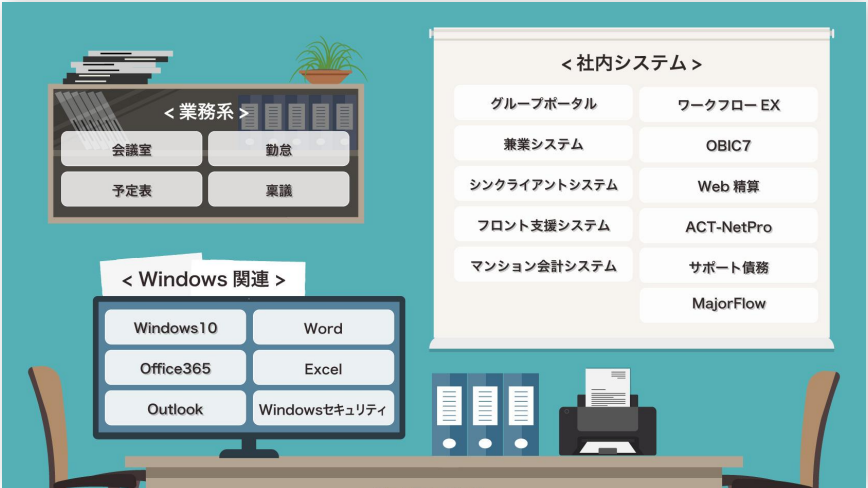 < 業務系 >
会議室
勤怠
予定表
稟議
< 社内システム >
グループポータル
ワークフロー EX
兼業システム
OBIC7
シンクライアントシステム
Web 精算
フロント支援システム
ACT-NetPro
マンション会計システム
サポート債務
MajorFlow
< Windows 関連 >
Windows10
Word
Office365
Excel
Outlook
Windowsセキュリティ